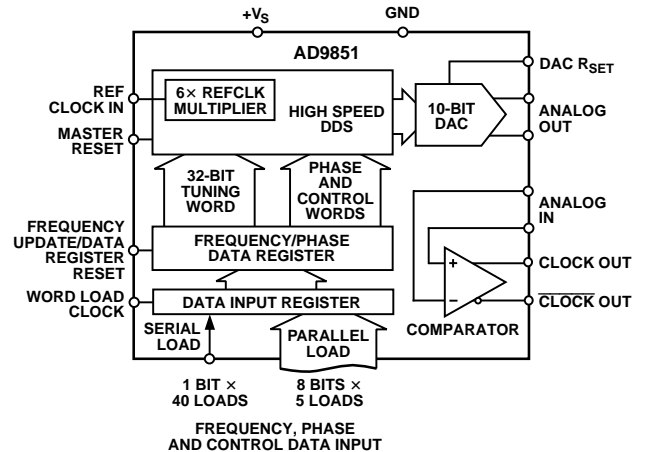 +VS
GND
AD9851
REF
CLOCK IN
6× REFCLK
MULTIPLIER
HIGH SPEED
DDS
10-BIT
DAC
DAC RSET
ANALOG
OUT
MASTER
RESET
32-BIT
TUNING
WORD
PHASE
AND
CONTROL
WORDS
ANALOG
IN
FREQUENCY
UPDATE/DATA
REGISTER
RESET
FREQUENCY/PHASE
DATA REGISTER
+
CLOCK OUT
WORD LOAD
CLOCK
DATA INPUT REGISTER
–
CLOCK OUT
COMPARATOR
SERIAL
LOAD
PARALLEL
LOAD
1 BIT ×
40 LOADS
8 BITS ×
5 LOADS
FREQUENCY, PHASE
AND CONTROL DATA INPUT